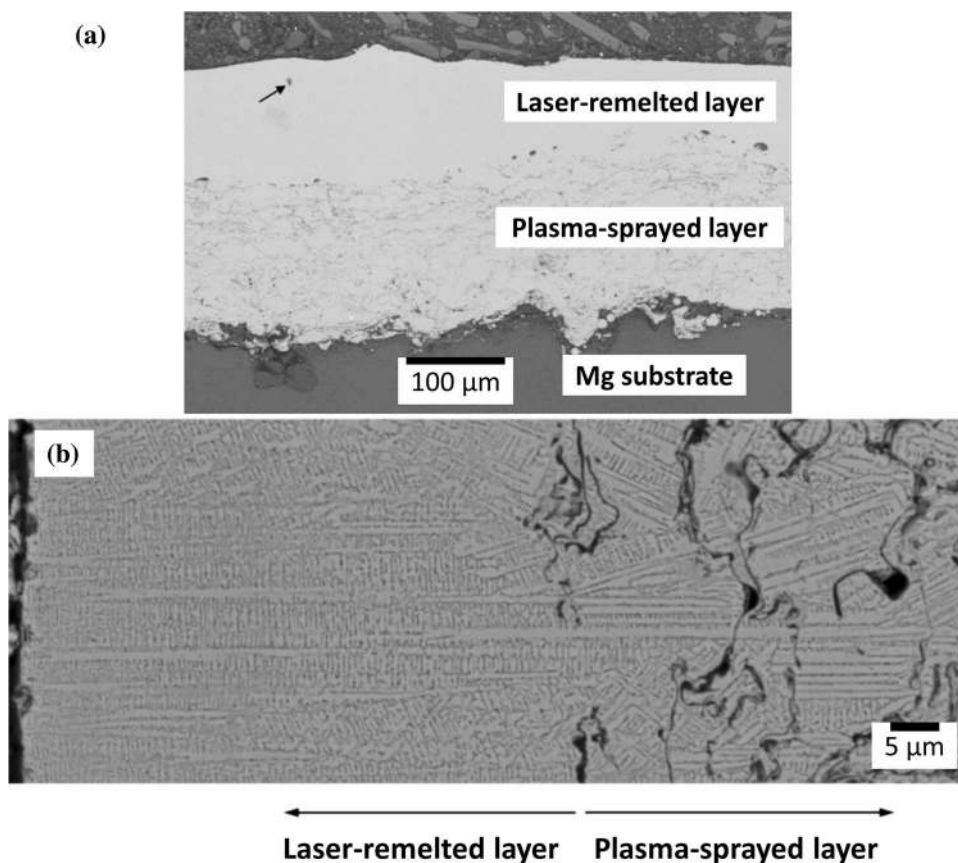 (a)
Laser-remelted layer
Plasma-sprayed layer
100 µm
Mg substrate
(b)
5 µm
Laser-remelted layer Plasma-sprayed layer